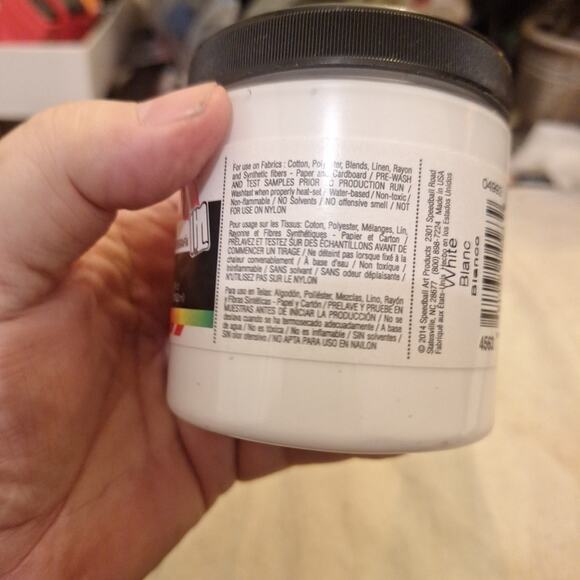 For use on Fabrics : Cotton, Polyester, Blends, Linen, Rayon
and Synthetic fibers - Paper and Cardboard / PRE-WASH
AND TEST SAMPLES PRIOR TO PRODUCTION RUN /
Washfast when properly heat-set / Water-based / Non-toxic /
Non-flammable / NO Solvents / NO offensive smell / NOT
FOR USE ON NYLON
Pour usage sur les Tissus: Coton, Polyester, Mélanges, Lin,
Rayonne et Fibres Synthétiques - Papier et Carton /
PRÉLAVEZ ET TESTEZ SUR DES ÉCHANTILLONS AVANT DE
COMMENCER UN TIRAGE / Ne déteint pas lorsque fixé à la
chaleur convenablement / À base d'eau / Non toxique /
Ininflammable / SANS solvant / SANS odeur déplaisante /
N'UTILISEZ PAS SUR LE NYLON
Para uso en Telas: Algodón, Poliéster, Mezclas, Lino, Rayón
y Fibras Sintéticas - Papel y Cartón / PRELAVE Y PRUEBE EN
MUESTRAS ANTES DE INICIAR LA PRODUCCIÓN / No se
destiva cuando se ha termosecado adecuadamente / A base
de agua / No es tóxica / No es inflamable / SIN solventes /
SIN olor ofensivo / NO APTA PARA USO EN NAILON
© 2014 Speedball Art Products 2301 Speedball Road
Statesville, NC 28677 (800) 898-7224 Made in USA
Fabriqué aux États-Unis Hecho en los Estados Unidos
White
Blanc
Blanco